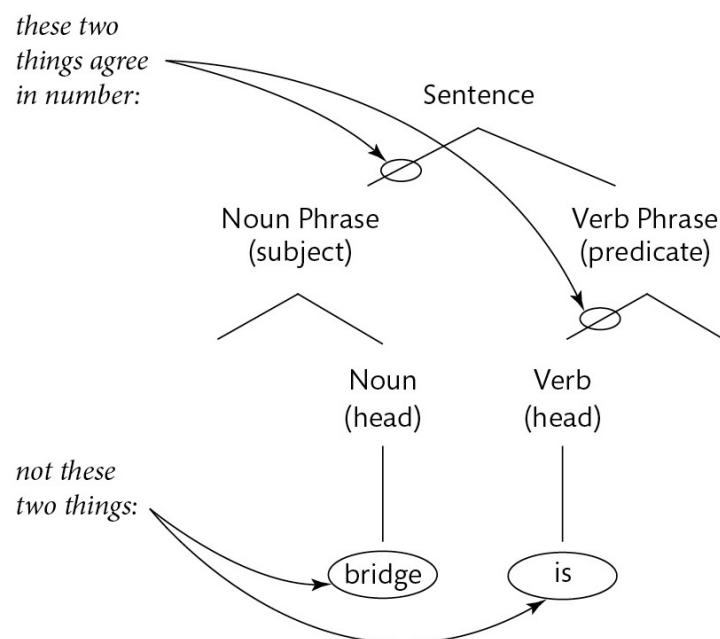 these two
things agree
in number:
Sentence
Noun Phrase
(subject)
Verb Phrase
(predicate)
Noun
(head)
Verb
(head)
not these
two things:
bridge
is